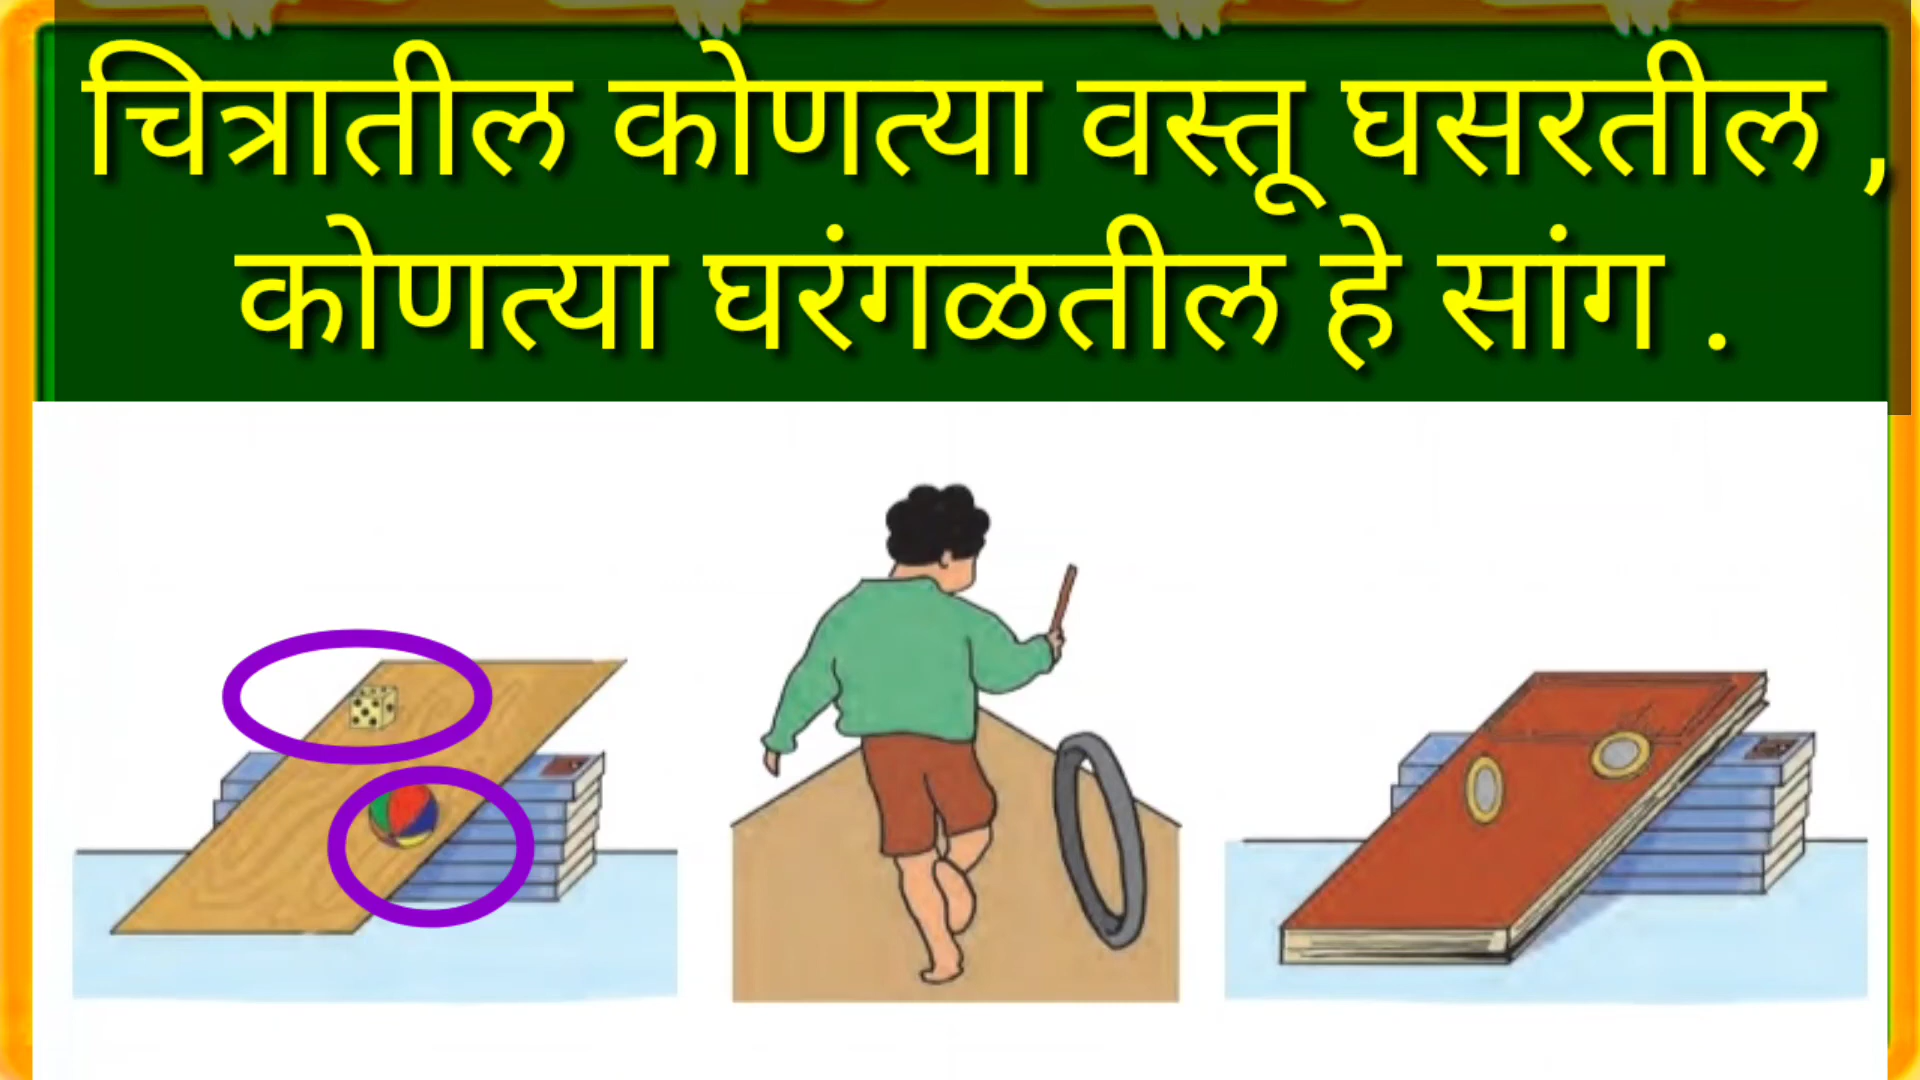 चित्रातील कोणत्या वस्तू घसरतील ,
कोणत्या घरंगळतील हे सांग .